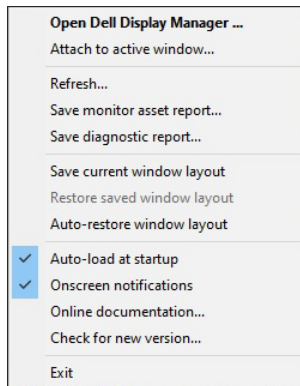 Open Dell Display Manager ...
Attach to active window...
Refresh...
Save monitor asset report...
Save diagnostic report...
Save current window layout
Restore saved window layout
Auto-restore window layout
Auto-load at startup
Onscreen notifications
Online documentation...
Check for new version...
Exit